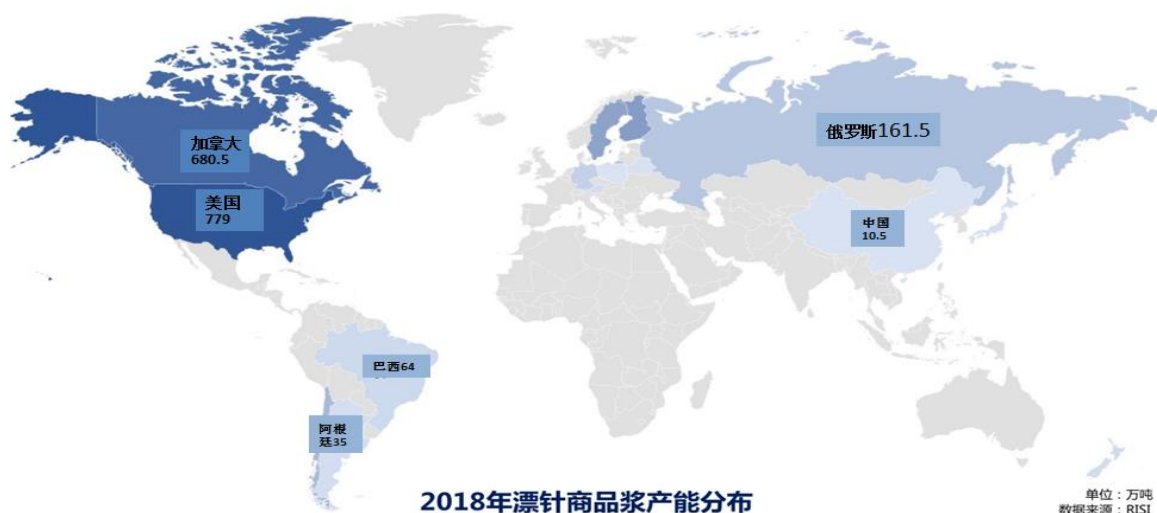 加拿大
680.5
美国
779
俄罗斯161.5
中国
10.5
巴西64
阿根
廷35
2018年漂针商品浆产能分布
单位：万吨
数据来源：RISI